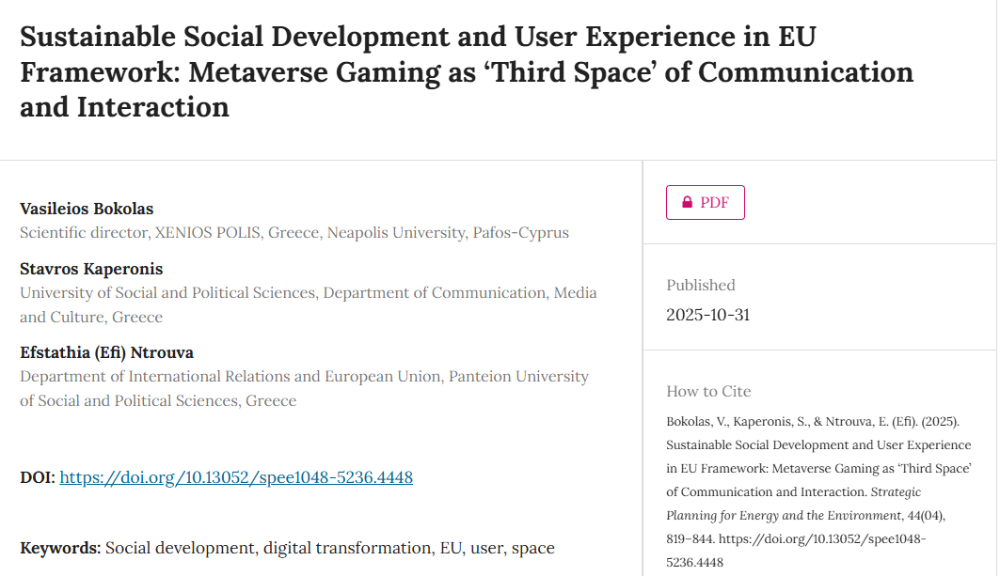 Sustainable Social Development and User Experience in EU
Framework: Metaverse Gaming as ‘Third Space’ of Communication
and Interaction
Vasileios Bokolas
Scientific director, XENIOS POLIS, Greece, Neapolis University, Pafos-Cyprus
Stavros Kaperonis
University of Social and Political Sciences, Department of Communication, Media
and Culture, Greece
Efstathia (Efi) Ntrouva
Department of International Relations and European Union, Panteion University
of Social and Political Sciences, Greece
DOI: https://doi.org/10.13052/spee1048-5236.4448
Keywords: Social development, digital transformation, EU, user, space
PDF
Published
2025-10-31
How to Cite
Bokolas, V., Kaperonis, S., & Ntrouva, E. (Efi). (2025).
Sustainable Social Development and User Experience
in EU Framework: Metaverse Gaming as ‘Third Space’
of Communication and Interaction. Strategic
Planning for Energy and the Environment, 44(04),
819–844. https://doi.org/10.13052/spee1048-
5236.4448